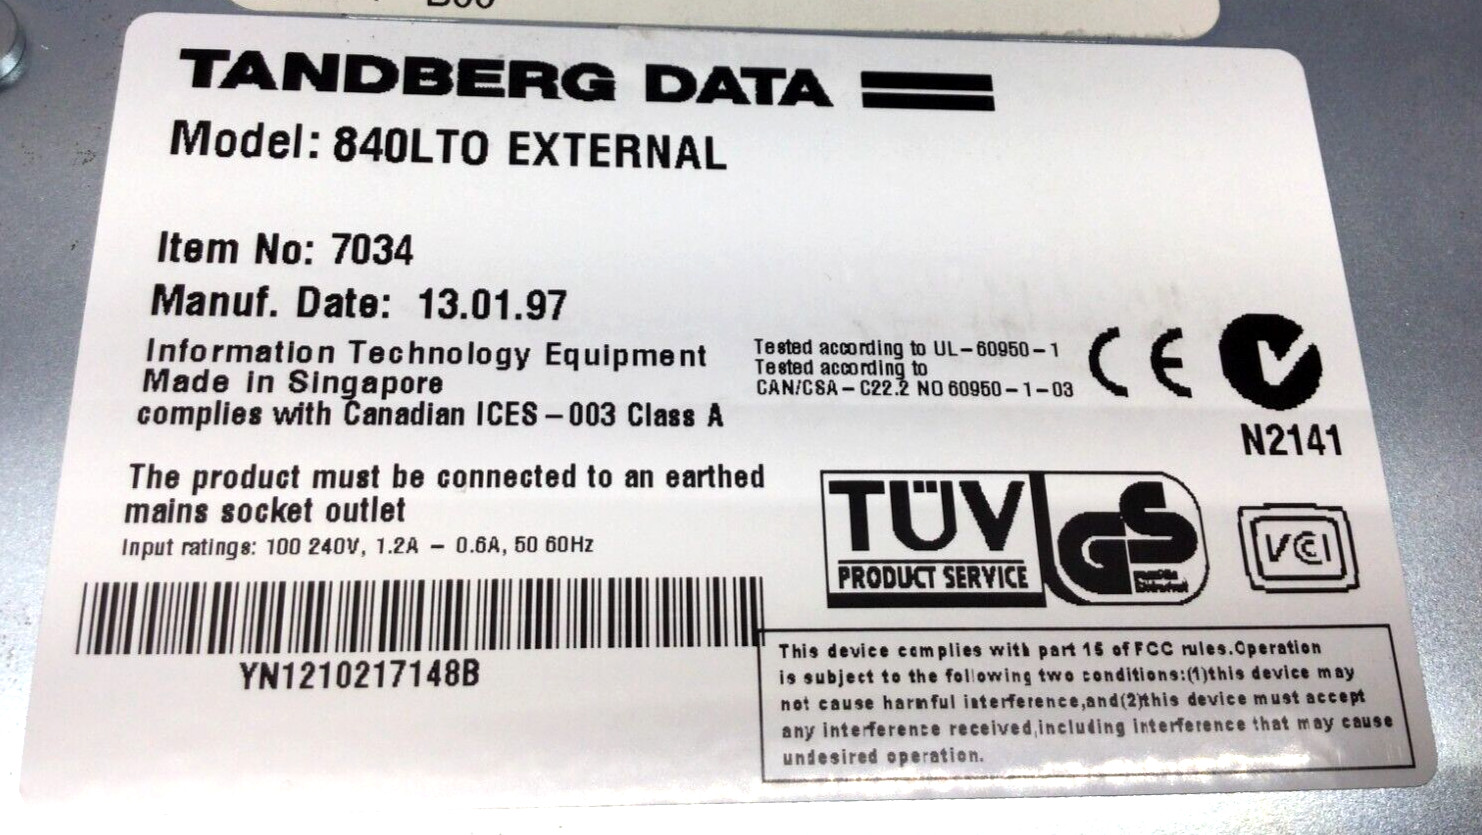 TANDBERG DATA
Model: 840LTO EXTERNAL
Item No: 7034
Manuf. Date: 13.01.97
Information Technology Equipment
Made in Singapore
complies with Canadian ICES-003 Class A
Tested according to UL-60950-1
Tested according to
CAN/CSA-C22.2 NO 60950-1-03
CE
N2141
The product must be connected to an earthed
mains socket outlet
Input ratings: 100 240V, 1.2A - 0.6A, 50 60Hz
TÜV
PRODUCT SERVICE
GS
VCI
YN1210217148B
This device complies with part 15 of FCC rules.Operation
is subject to the following two conditions:(1)this device may
not cause harmful interference,and(2)this device must accept
any interference received,including interference that may cause
undesired operation.